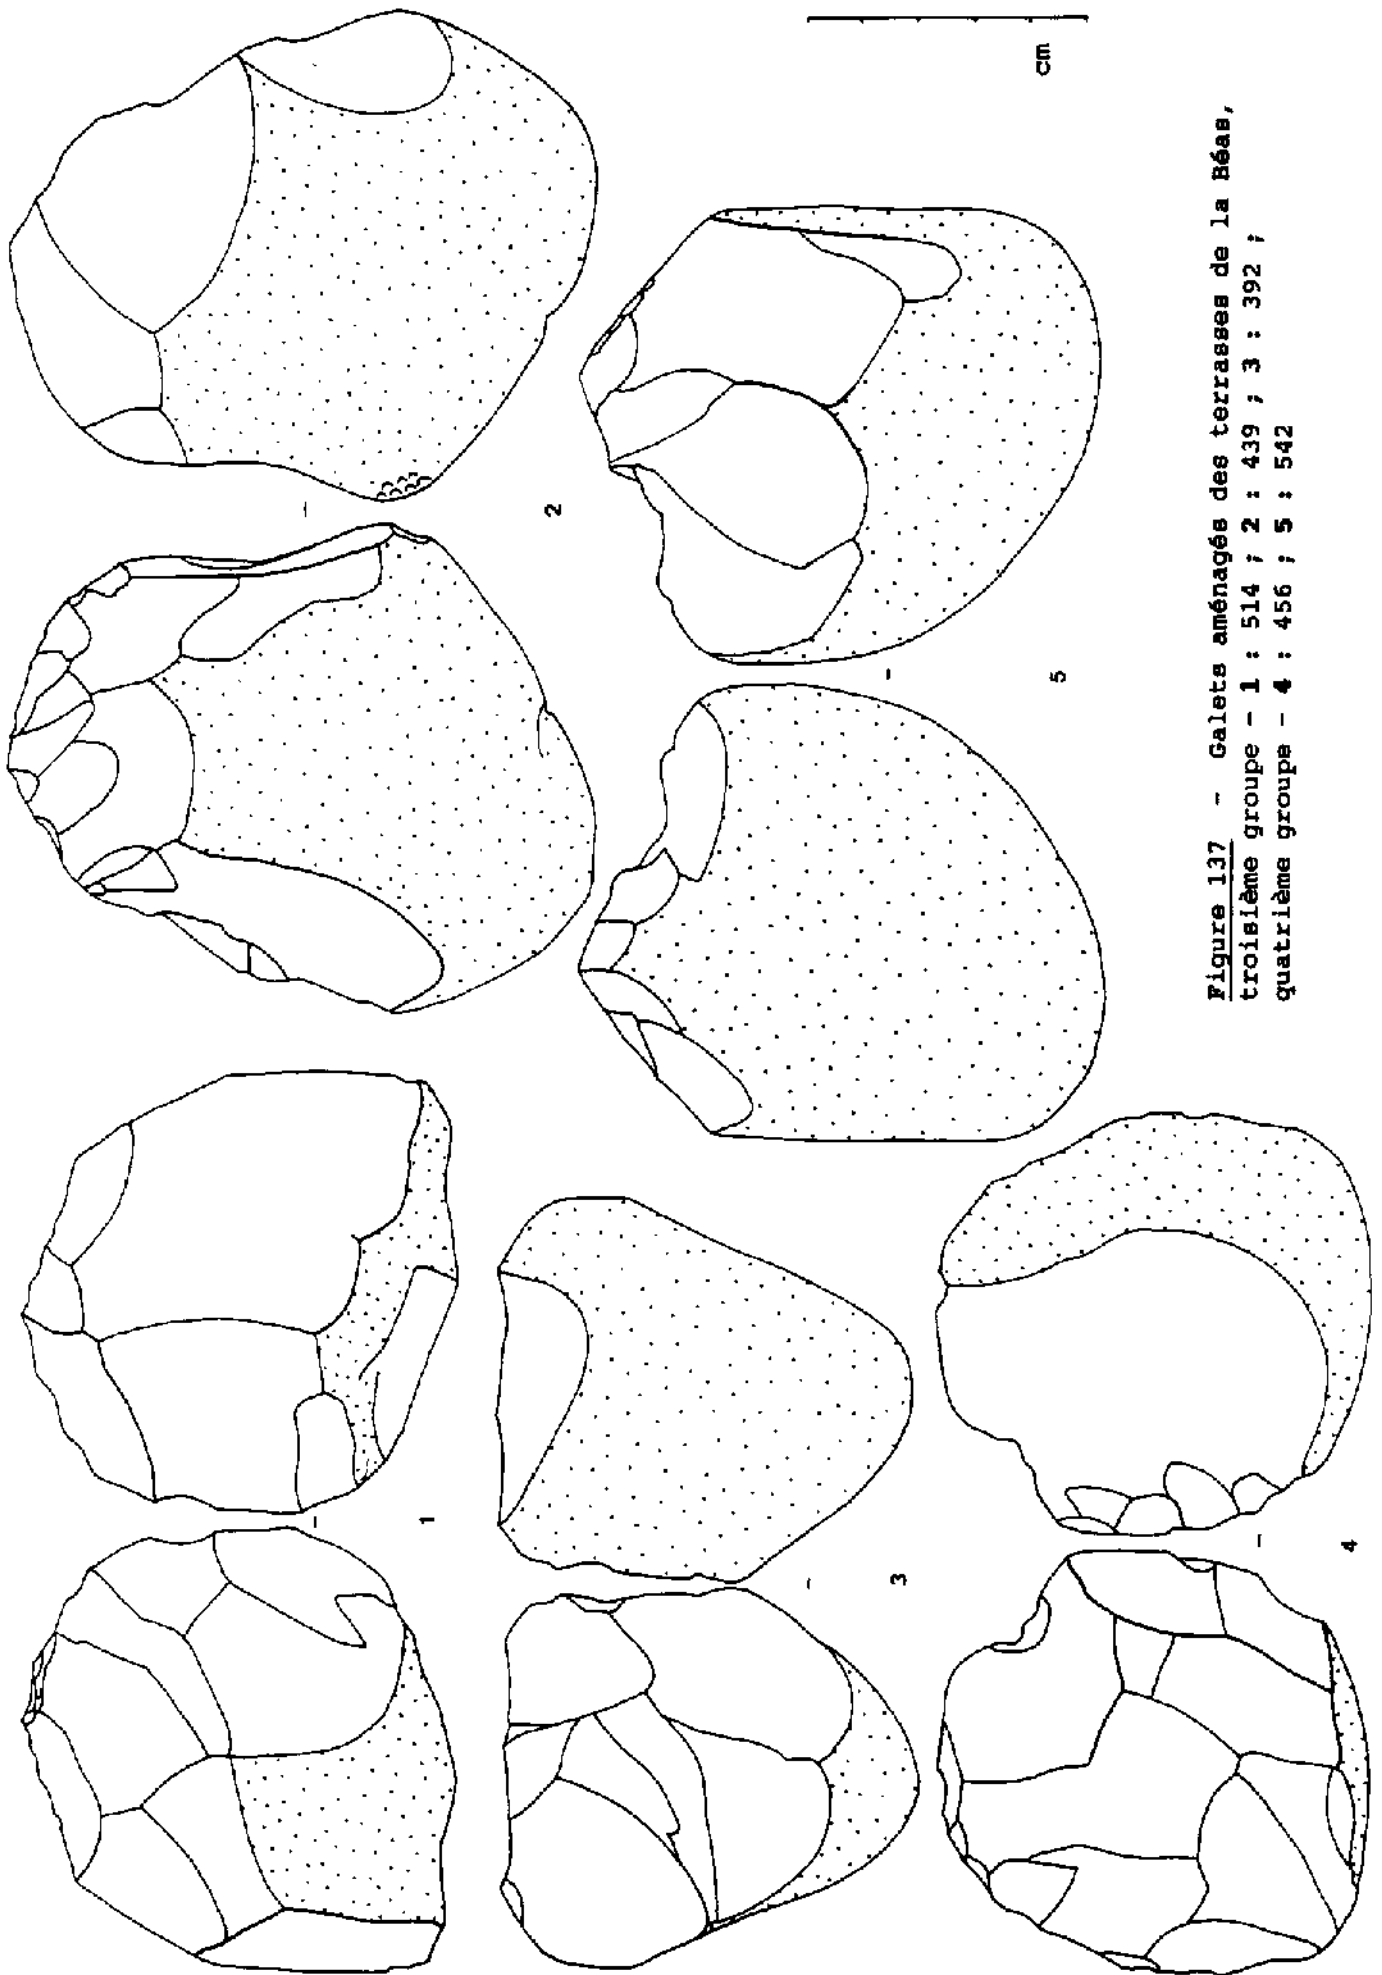 cm
2
5
1
3
4
Figure 137 - Galets aménagés des terrasses de la Béas,
troisième groupe - 1 : 514 ; 2 : 439 ; 3 : 392 ;
quatrième groupe - 4 : 456 ; 5 : 542